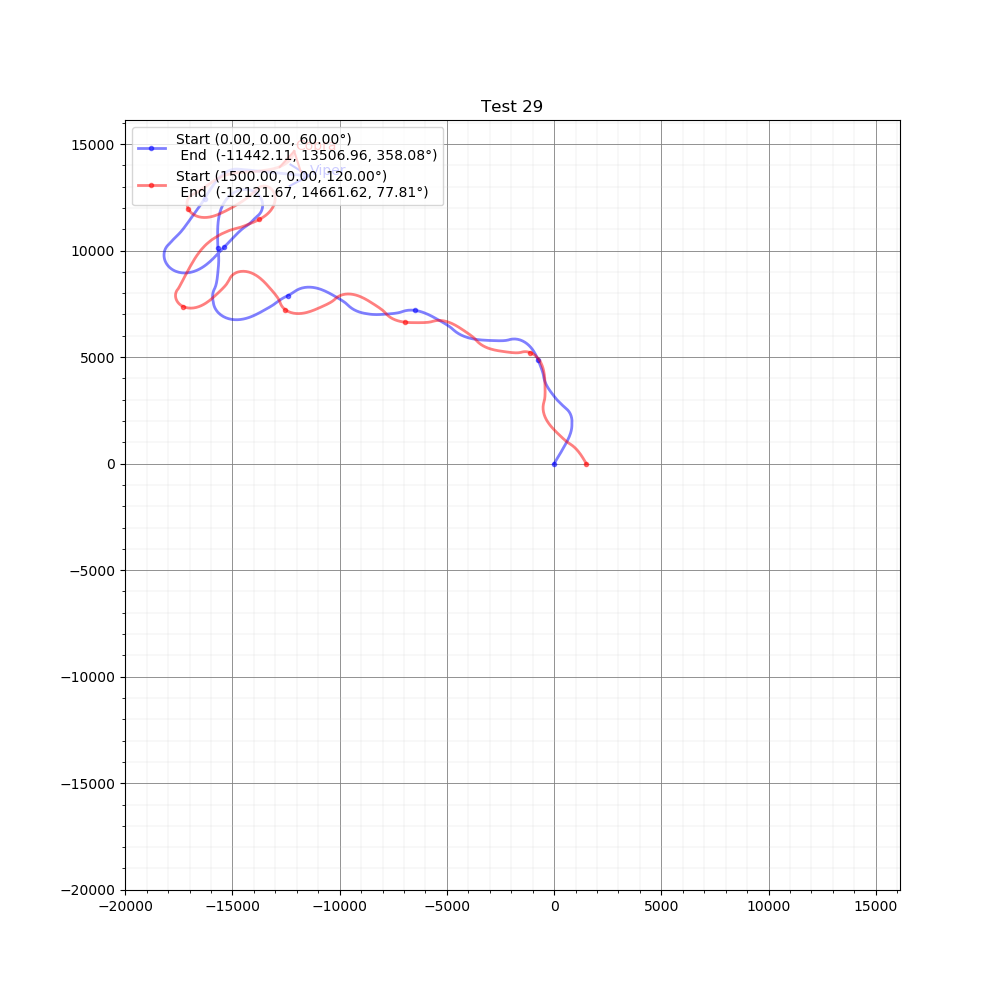 Test 29
Start (0.00, 0.00, 60.00°)
End (-11442.11, 13506.96, 358.08°)
Start (1500.00, 0.00, 120.00°)
End (-12121.67, 14661.62, 77.81°)
Viper
15000
10000
5000
0
−5000
−10000
−15000
−20000
−20000 −15000 −10000 −5000 0 5000 10000 15000